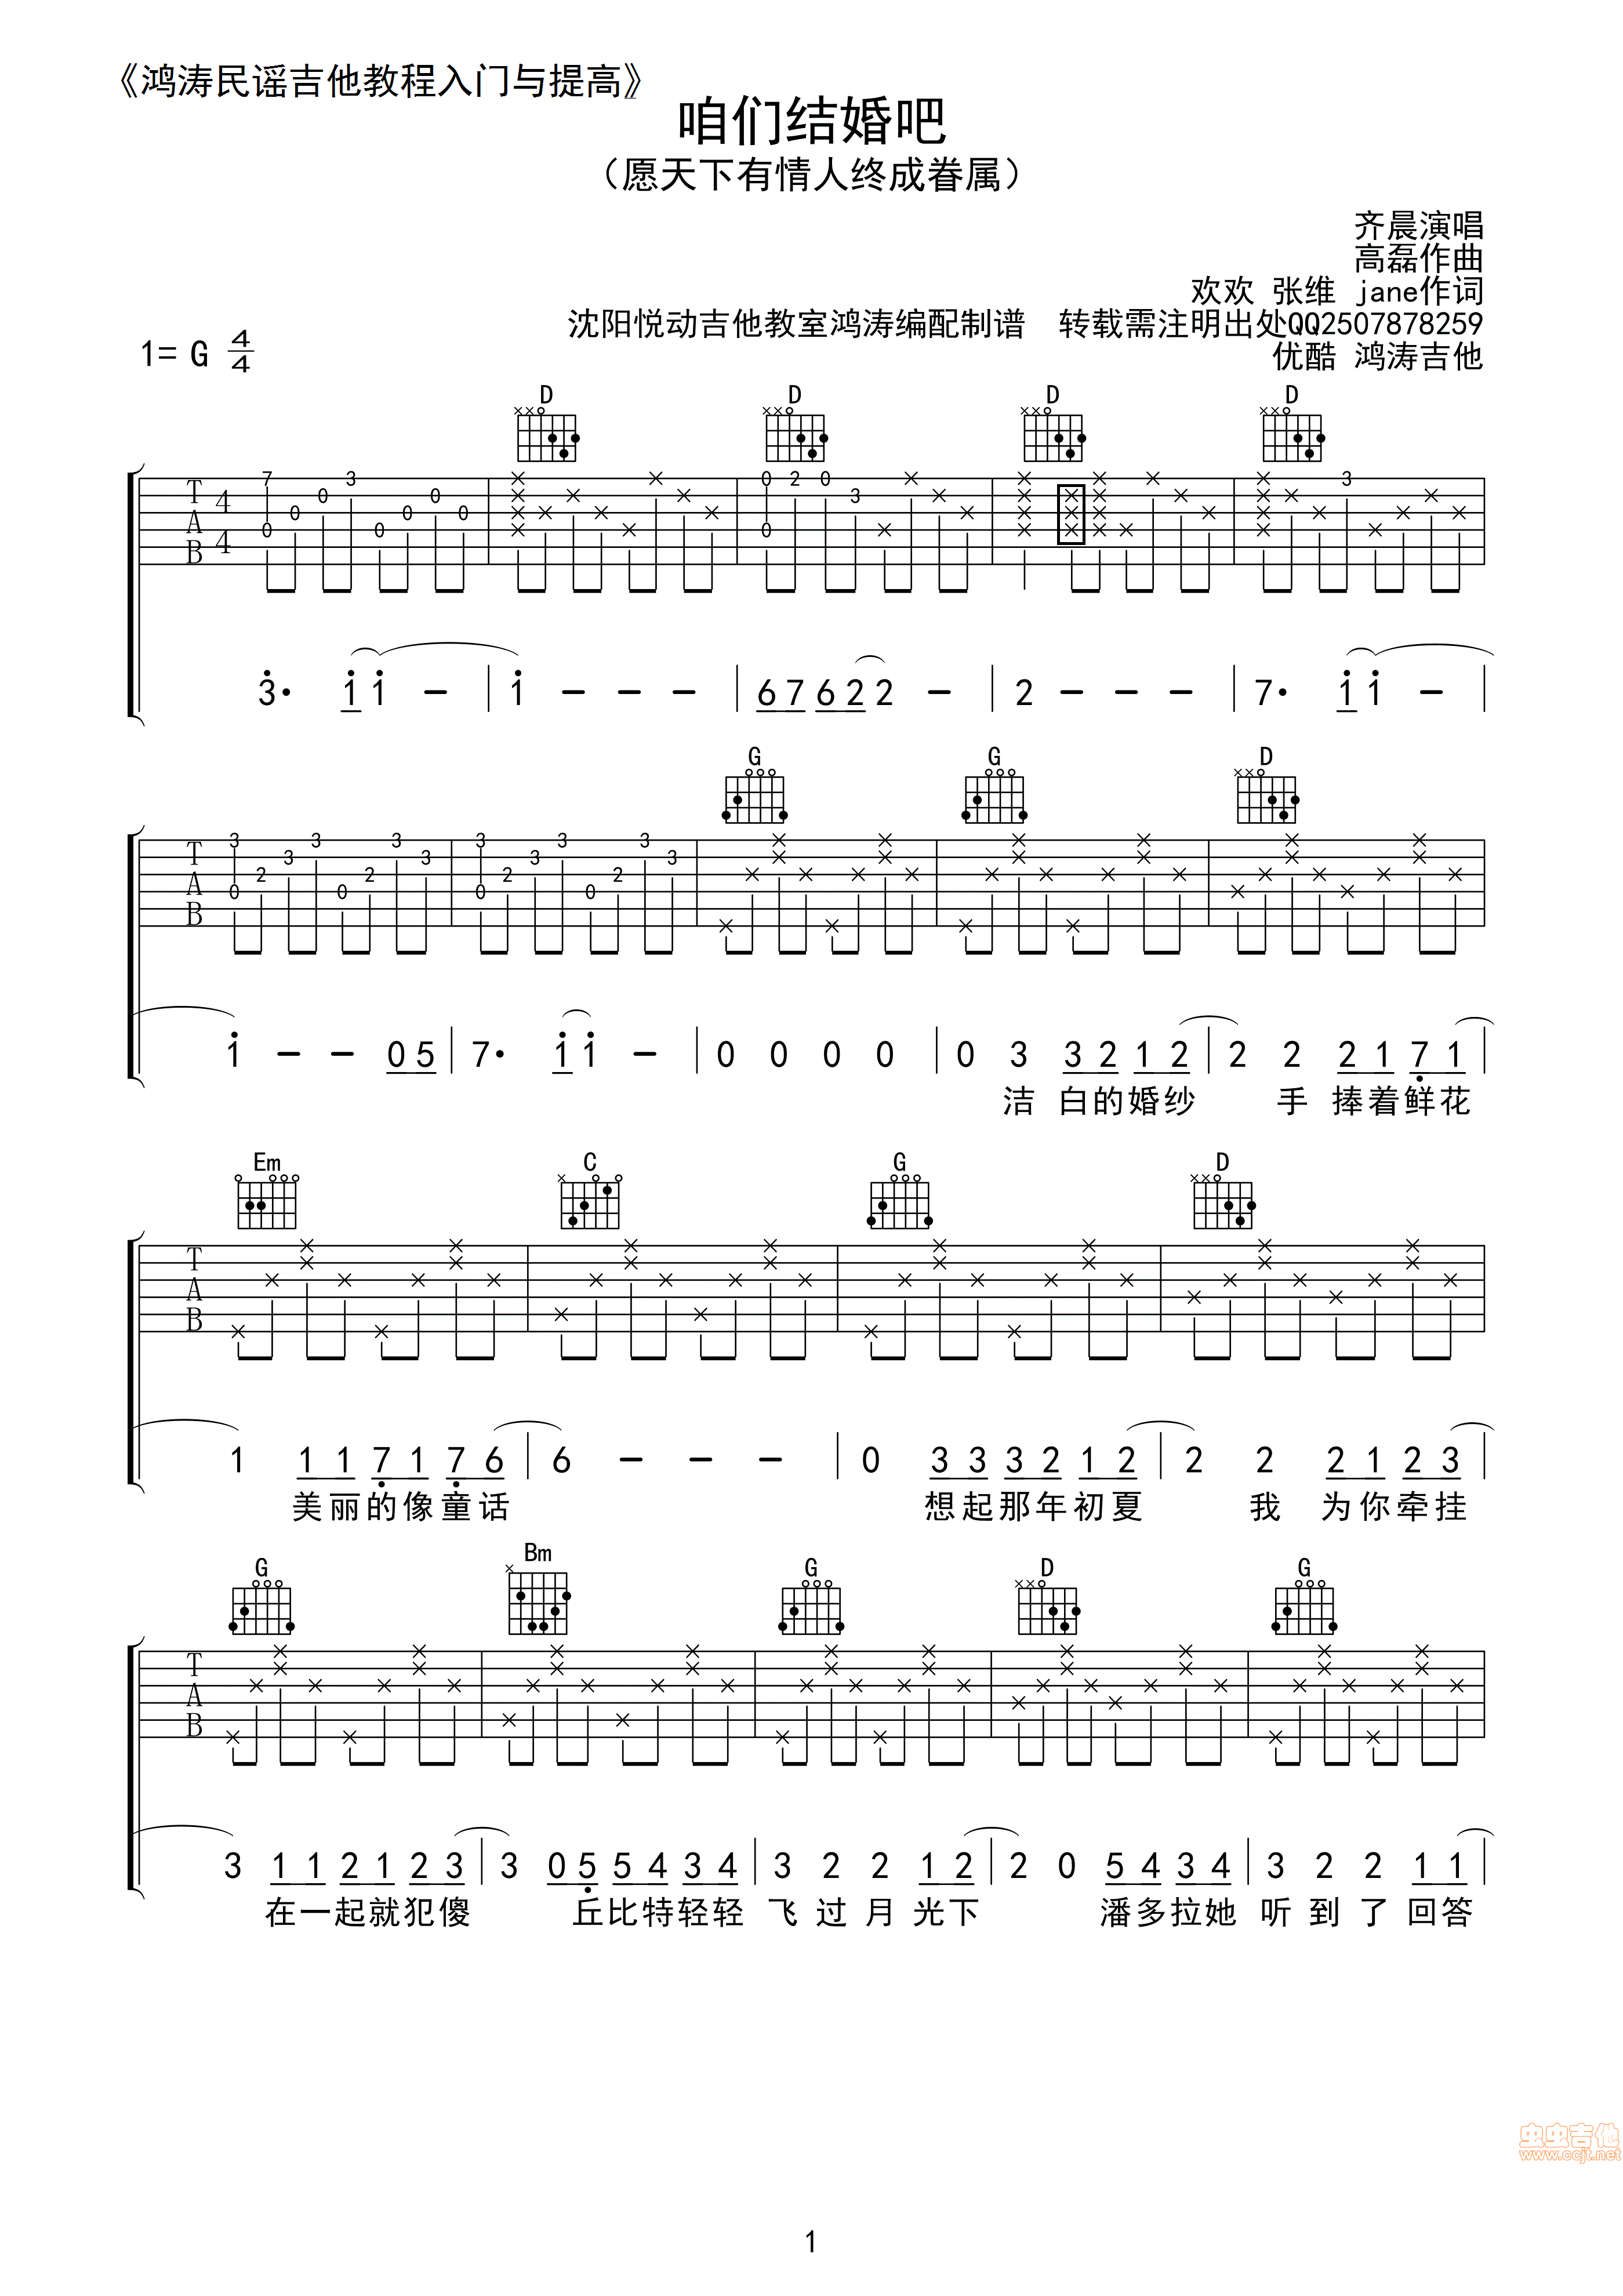 《鸿涛民谣吉他教程入门与提高》
咱们结婚吧
（愿天下有情人终成眷属）
齐晨演唱
高磊作曲
欢欢 张维 jane作词
沈阳悦动吉他教室鸿涛编配制谱 转载需注明出处QQ2507878259
优酷 鸿涛吉他
1= G 4/4
D D D D
T A B 4/4 7 0 0 0 3 0 0 0 0 0 0 2 0 3 3
3· 1 1 - | 1 - - - | 6 7 6 2 2 - | 2 - - - | 7· 1 1 - |
G G D
T A B 3 0 2 3 3 0 2 3 3 3 0 2 3 3 0 2 3 3
1 - - 0 5 | 7· 1 1 - | 0 0 0 0 | 0 3 3 2 1 2 | 2 2 2 1 7 1 |
洁 白的婚纱 手 捧着鲜花
Em C G D
T A B
1 1 1 7 1 7 6 | 6 - - - | 0 3 3 3 2 1 2 | 2 2 2 1 2 3 |
美丽的像童话 想起那年初夏 我 为你牵挂
G Bm G D G
T A B
3 1 1 2 1 2 3 | 3 0 5 5 4 3 4 | 3 2 2 1 2 | 2 0 5 4 3 4 | 3 2 2 1 1 |
在一起就犯傻 丘比特轻轻 飞过月光下 潘多拉她 听到了回答
虫虫吉他
www.ccjt.net
1